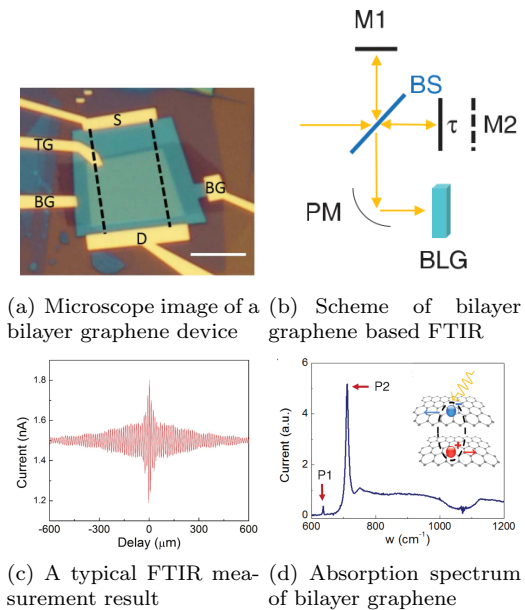 S
TG
BG
BG
D
M1
BS
τ
M2
PM
BLG
(a) Microscope image of a
bilayer graphene device
(b) Scheme of bilayer
graphene based FTIR
1.8
1.6
1.4
1.2
Current (nA)
-600
-300
0
300
600
Delay (μm)
6
4
2
0
Current (a.u.)
P2
P1
+
600
800
1000
1200
w (cm⁻¹)
(c) A typical FTIR mea-
surement result
(d) Absorption spectrum
of bilayer graphene